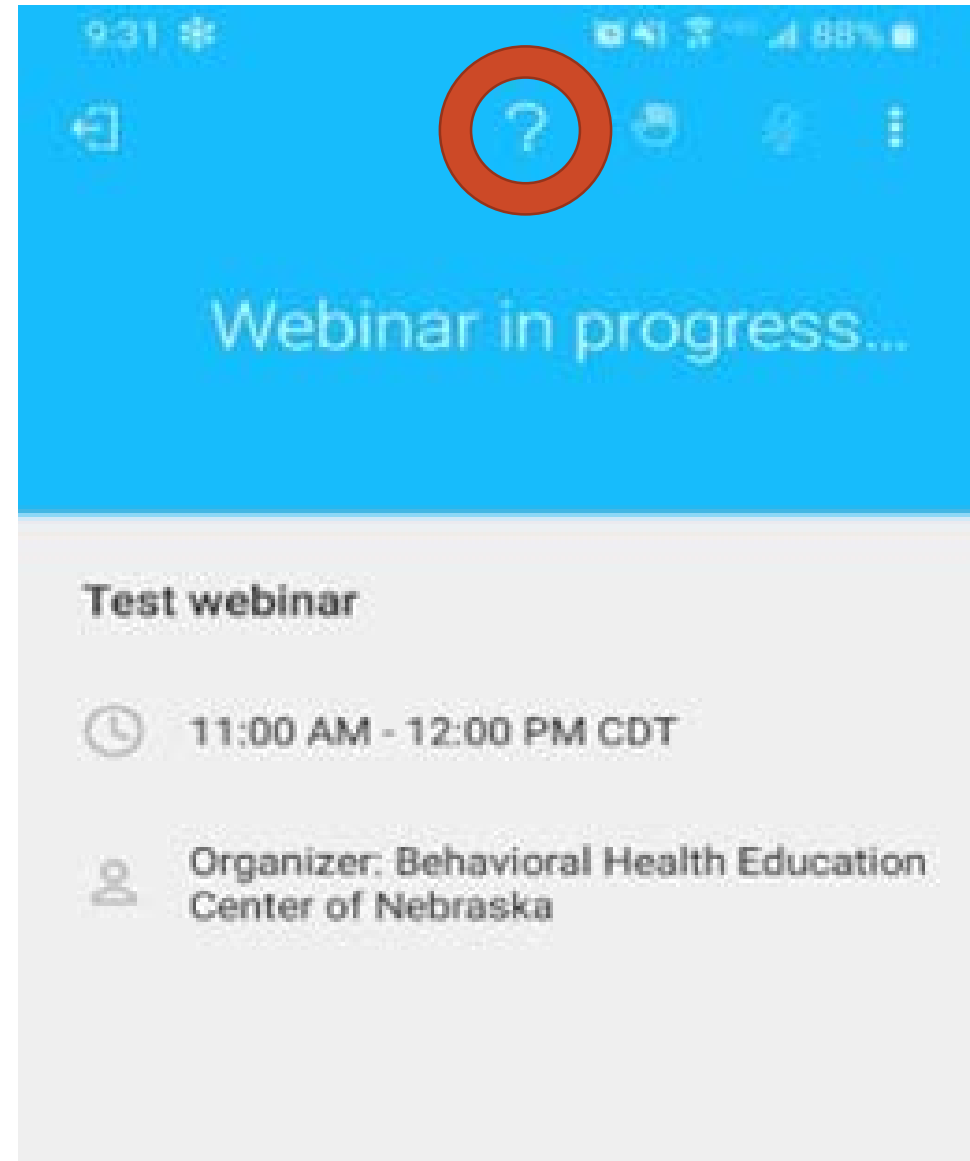 9:31
88%
?
Webinar in progress...
Test webinar
11:00 AM - 12:00 PM CDT
Organizer: Behavioral Health Education
Center of Nebraska